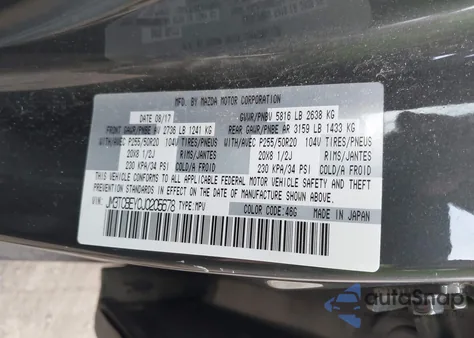 MFD. BY MAZDA MOTOR CORPORATION
DATE 08/17 GVWR/PNBV 5816 LB 2638 KG
FRONT GAWR/PNBE AV 2736 LB 1241 KG REAR GAWR/PNBE AR 3159 LB 1433 KG
WITH/AVEC P255/50R20 104V TIRES/PNEUS WITH/AVEC P255/50R20 104V TIRES/PNEUS
20X8 1/2J RIMS/JANTES 20X8 1/2J RIMS/JANTES
230 KPA/34 PSI 230 KPA/34 PSI
THIS VEHICLE CONFORMS TO ALL APPLICABLE FEDERAL MOTOR VEHICLE SAFETY AND
THEFT PREVENTION STANDARDS IN EFFECT ON THE DATE OF MANUFACTURE SHOWN ABOVE.
VIN: JM3TCBEY0J0205678 TYPE:MPV COLOR CODE:46G MADE IN JAPAN
autoSnap